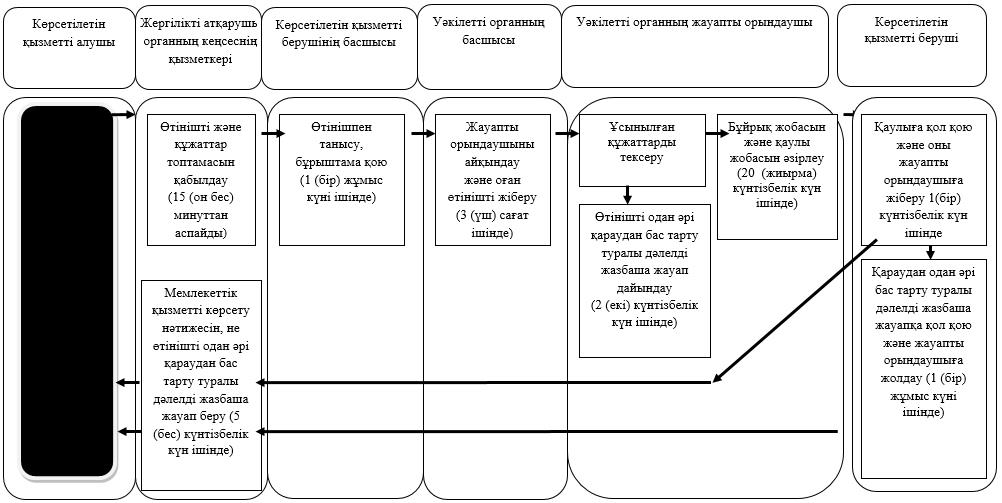 Көрсетілетін
қызметті алушы
Жергілікті атқарушь
органның кеңсеснің
қызметкері
Көрсетілетін қызметті
берушінің басшысы
Уәкілетті органның
басшысы
Уәкілетті органның жауапты орындаушы
Көрсетілетін
қызметті беруші
Өтінішті және
құжаттар
топтамасын
қабылдау
(15 (он бес)
минуттан
аспайды)
Өтінішпен
танысу,
бұрыштама қою
(1 (бір) жұмыс
күні ішінде)
Жауапты
орындаушыны
айқындау
және оған
өтінішті жіберу
(3 (үш) сағат
ішінде)
Ұсынылған
құжаттарды
тексеру
Бұйрық жобасын
және қаулы
жобасын әзірлеу
(20 (жиырма)
күнтізбелік күн
ішінде)
Қаулыға қол қою
және оны
жауапты
орындаушыға
жіберу 1(бір)
күнтізбелік күн
ішінде
Өтінішті одан әрі
қараудан бас тарту
туралы дәлелді
жазбаша жауап
дайындау
(2 (екі) күнтізбелік
күн ішінде)
Қараудан одан әрі
бас тарту туралы
дәлелді жазбаша
жауапқа қол қою
және жауапты
орындаушыға
жолдау (1 (бір)
жұмыс күні
ішінде)
Мемлекеттік
қызметті көрсету
нәтижесін, не
өтінішті одан әрі
қараудан бас
тарту туралы
дәлелді жазбаша
жауап беру (5
(бес) күнтізбелік
күн ішінде)